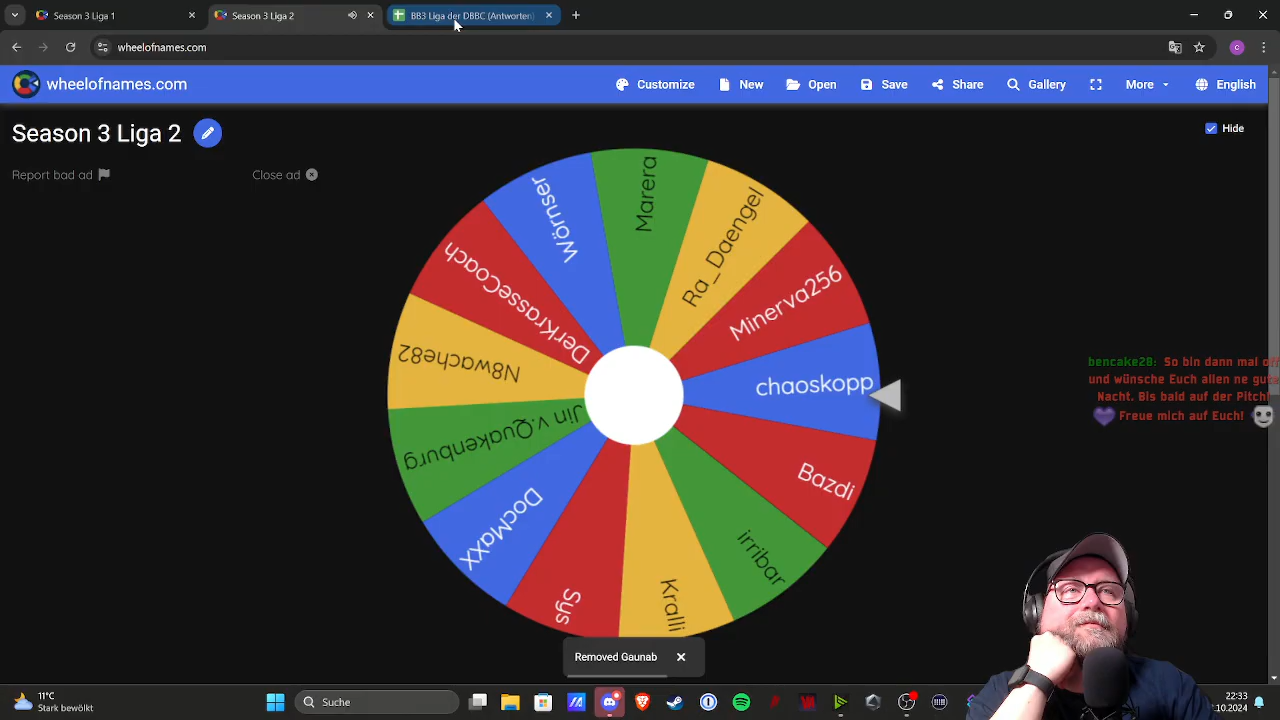 Season 3 Liga 1
Season 3 Liga 2
BB3 Liga der DBBC (Antworten)
wheelofnames.com
wheelofnames.com
Customize
New
Open
Save
Share
Gallery
More
English
Season 3 Liga 2
Hide
Report bad ad
Close ad
Marera
Ra_Daengel
Minerva256
chaoskopp
Bazdi
irribar
Kralli
Sys
DocMaXX
Jin v.Quakenburg
N8wache82
DerKrasseCoach
Wörnser
bencake28: So bin dann mal
und wünsche Euch allen ne gute
Nacht. Bis bald auf der Pitch!
Freue mich auf Euch!
Removed Gaunab
11°C
Stark bewölkt
Suche
22:33
.10.2024